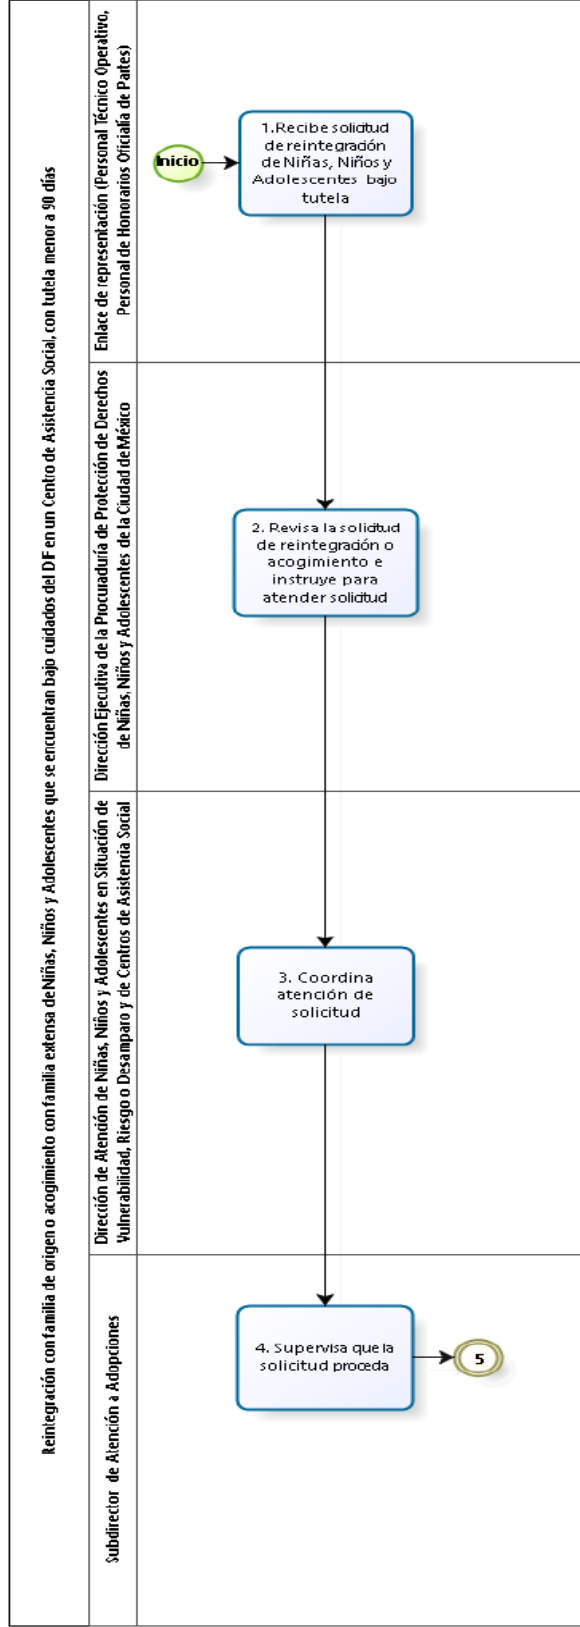 Reintegración con familia de origen o acogimiento con familia extensa de Niñas, Niños y Adolescentes que se encuentran bajo cuidados del DIF en un Centro de Asistencia Social, con tutela menor a 90 días
Enlace de representación (Personal Técnico Operativo,
Personal de Honorarios Oficialía de Partes)
Inicio
1.Recibe solicitud
de reintegración
de Niñas, Niños y
Adolescentes bajo
tutela
Dirección Ejecutiva de la Procuraduría de Protección de Derechos
de Niñas, Niños y Adolescentes de la Ciudad de México
2. Revisa la solicitud
de reintegración o
acogimiento e
instruye para
atender solicitud
Dirección de Atención de Niñas, Niños y Adolescentes en Situación de
Vulnerabilidad, Riesgo o Desamparo y de Centros de Asistencia Social
3. Coordina
atención de
solicitud
Subdirector de Atención a Adopciones
4. Supervisa que la
solicitud proceda
5